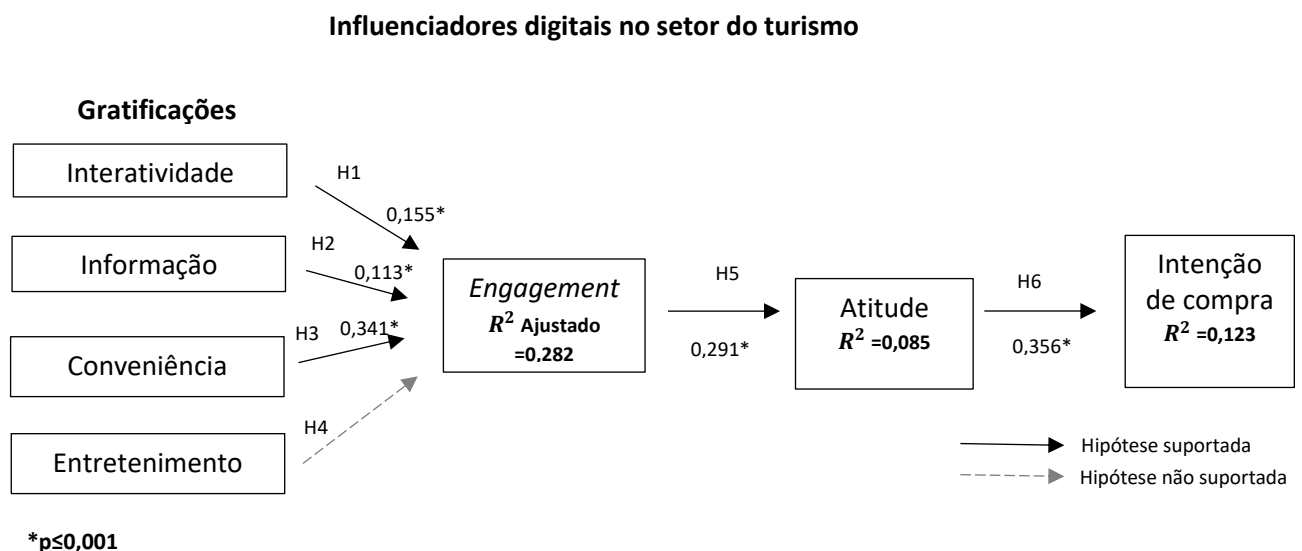 Influenciadores digitais no setor do turismo
Gratificações
Interatividade
H1
0,155*
Informação
H2
0,113*
Conveniência
H3
0,341*
Entretenimento
H4
Engagement
R² Ajustado
=0,282
H5
0,291*
Atitude
R² =0,085
H6
0,356*
Intenção
de compra
R² =0,123
Hipótese suportada
Hipótese não suportada
*p≤0,001